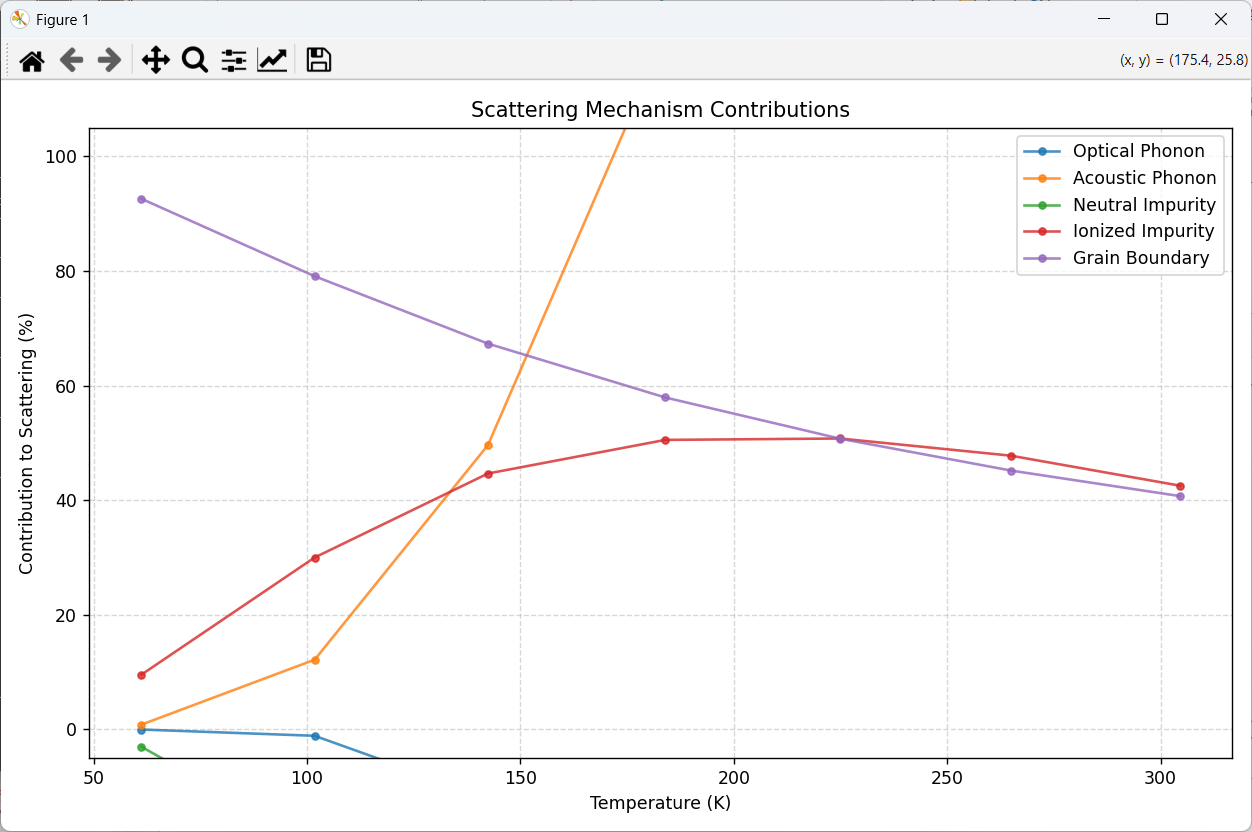 Figure 1
(x, y) = (175.4, 25.8)
Scattering Mechanism Contributions
Contribution to Scattering (%)
100
80
60
40
20
0
Optical Phonon
Acoustic Phonon
Neutral Impurity
Ionized Impurity
Grain Boundary
50 100 150 200 250 300
Temperature (K)